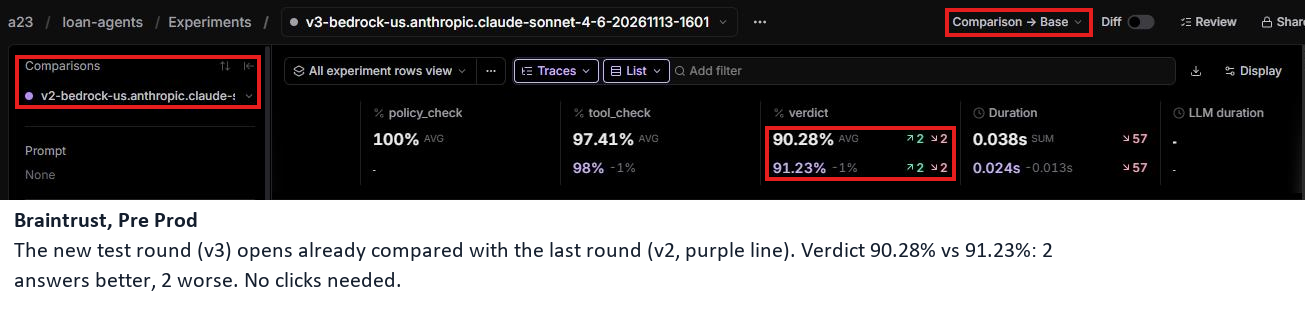 a23 / loan-agents / Experiments / v3-bedrock-us.anthropic.claude-sonnet-4-6-20261113-1601 ··· Comparison → Base Diff Review Share
Comparisons
v2-bedrock-us.anthropic.claude-s
Prompt
None
All experiment rows view ··· Traces List Add filter Display
% policy_check % tool_check % verdict Duration LLM duration
100% AVG 97.41% AVG 90.28% AVG ↗2 ↘2 0.038s SUM ↘57 -
- 98% -1% 91.23% -1% ↗2 ↘2 0.024s -0.013s ↘57 -
Braintrust, Pre Prod
The new test round (v3) opens already compared with the last round (v2, purple line). Verdict 90.28% vs 91.23%: 2
answers better, 2 worse. No clicks needed.